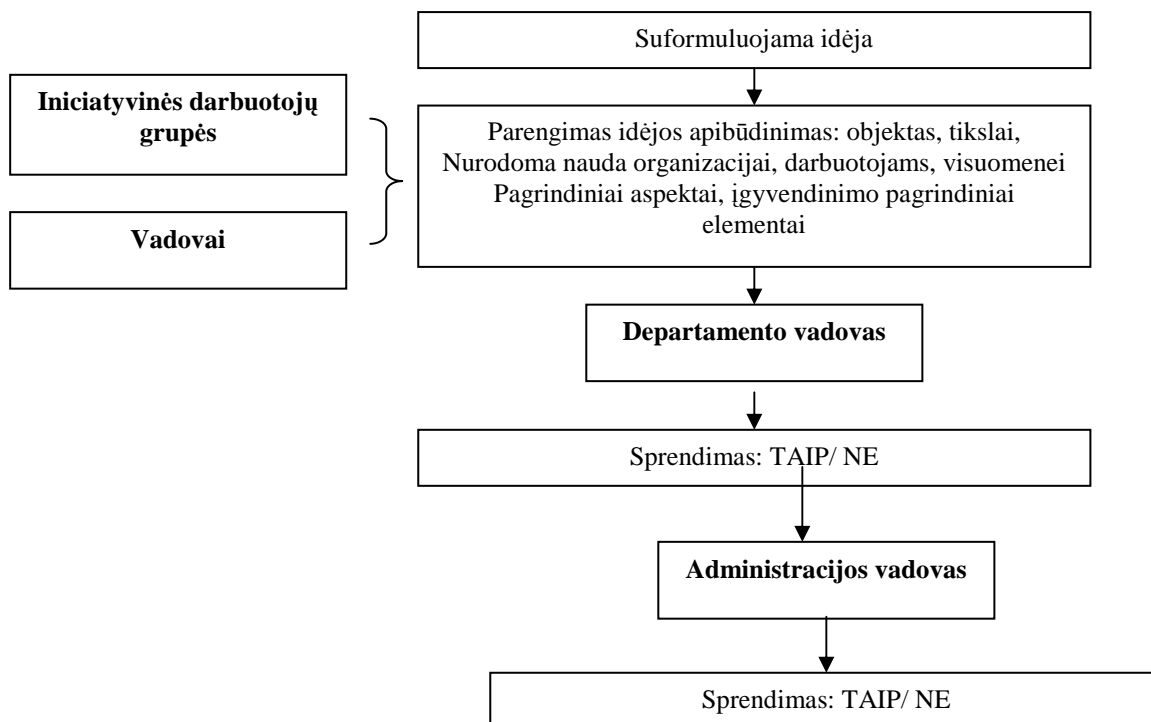 Suformuluojama idėja
Iniciatyvinės darbuotojų
grupės
Vadovai
Parengimas idėjos apibūdinimas: objektas, tikslai,
Nurodoma nauda organizacijai, darbuotojams, visuomenei
Pagrindiniai aspektai, įgyvendinimo pagrindiniai
elementai
Departamento vadovas
Sprendimas: TAIP/ NE
Administracijos vadovas
Sprendimas: TAIP/ NE